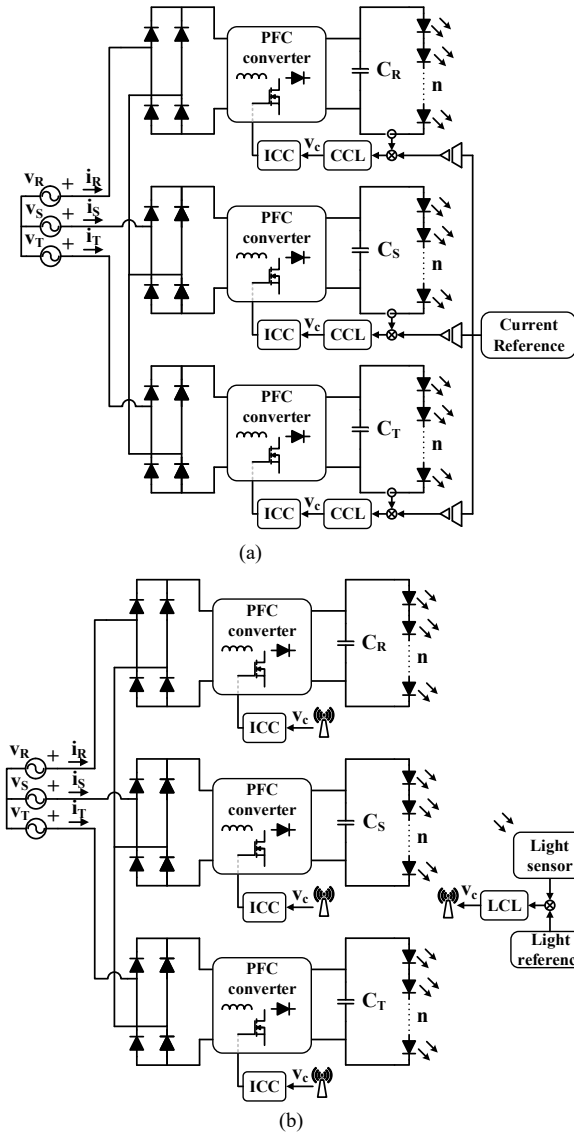 PFC
converter
C_R
n
ICC
v_c
CCL
v_R + i_R
v_S + i_S
v_T + i_T
PFC
converter
C_S
n
ICC
v_c
CCL
Current
Reference
PFC
converter
C_T
n
ICC
v_c
CCL
(a)
PFC
converter
C_R
n
ICC
v_c
v_R + i_R
v_S + i_S
v_T + i_T
PFC
converter
C_S
n
ICC
v_c
Light
sensor
v_c
LCL
Light
reference
PFC
converter
C_T
n
ICC
v_c
(b)